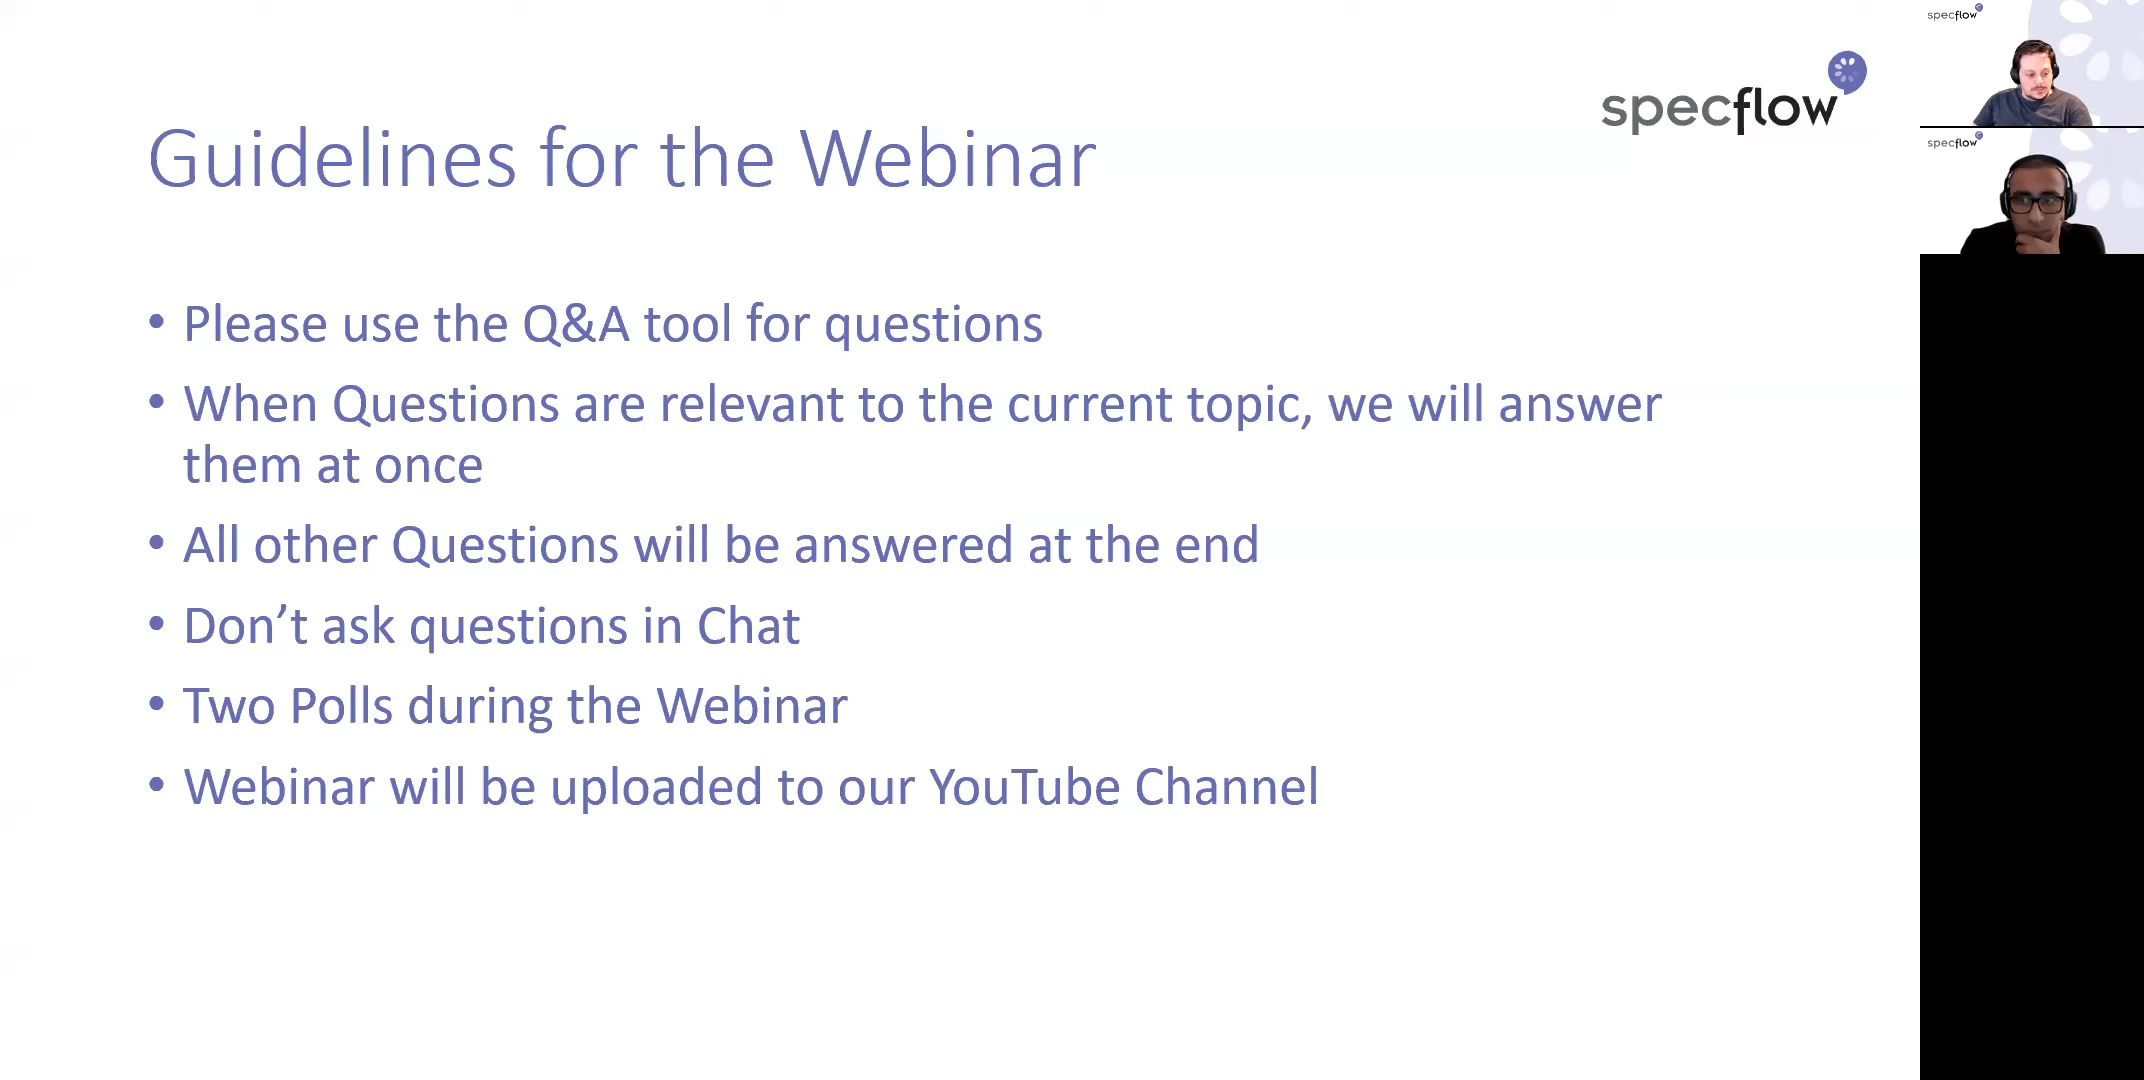 specflow
Guidelines for the Webinar
• Please use the Q&A tool for questions
• When Questions are relevant to the current topic, we will answer
them at once
• All other Questions will be answered at the end
• Don’t ask questions in Chat
• Two Polls during the Webinar
• Webinar will be uploaded to our YouTube Channel
specflow
specflow